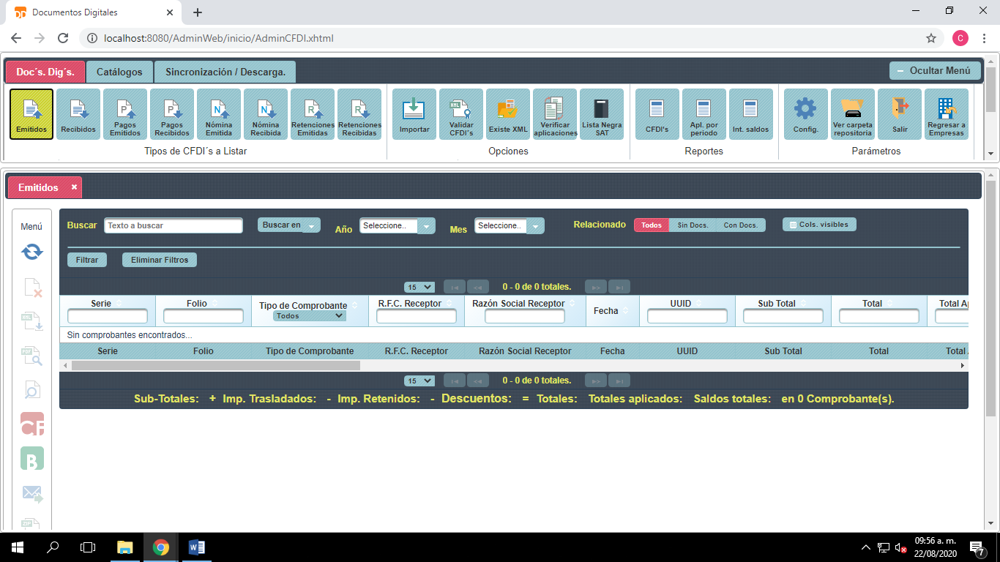 Documentos Digitales
localhost:8080/AdminWeb/inicio/AdminCFDI.xhtml
C
Doc´s. Dig´s. Catálogos Sincronización / Descarga. Ocultar Menú
Emitidos Recibidos Pagos Emitidos Pagos Recibidos Nómina Emitida Nómina Recibida Retenciones Emitidas Retenciones Recibidas Importar Validar CFDI´s Existe XML Verificar aplicaciones Lista Negra SAT CFDI's Apl. por periodo Int. saldos Config. Ver carpeta repositoria Salir Regresar a Empresas
Tipos de CFDI´s a Listar Opciones Reportes Parámetros
Emitidos
Menú
Buscar Texto a buscar Buscar en Año Seleccione.. Mes Seleccione.. Relacionado Todos Sin Docs. Con Docs. Cols. visibles
Filtrar Eliminar Filtros
15 0 - 0 de 0 totales.
Serie Folio Tipo de Comprobante R.F.C. Receptor Razón Social Receptor Fecha UUID Sub Total Total Total A
Todos
Sin comprobantes encontrados...
Serie Folio Tipo de Comprobante R.F.C. Receptor Razón Social Receptor Fecha UUID Sub Total Total Total
15 0 - 0 de 0 totales.
Sub-Totales: + Imp. Trasladados: - Imp. Retenidos: - Descuentos: = Totales: Totales aplicados: Saldos totales: en 0 Comprobante(s).
09:56 a. m.
22/08/2020
7